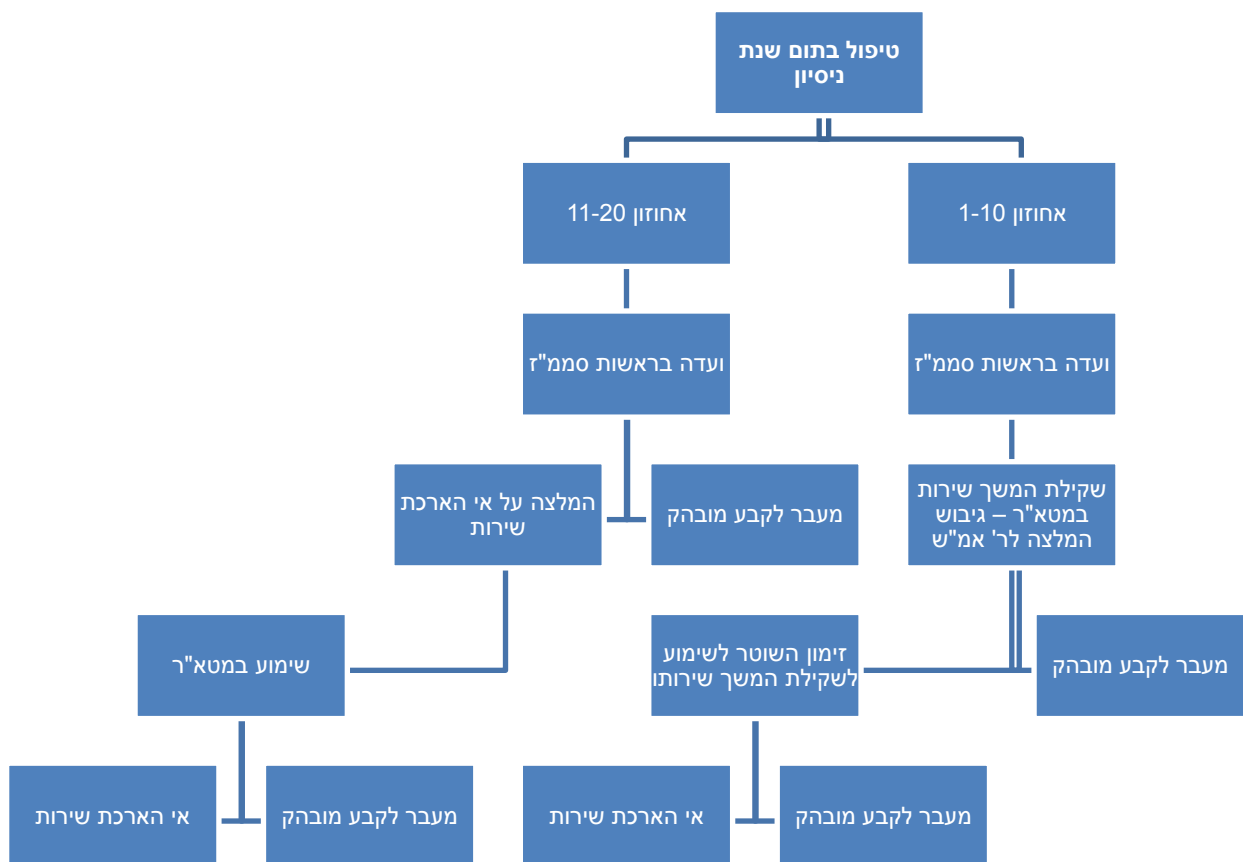 טיפול בתום שנת
ניסיון
אחוזון 1-10
אחוזון 11-20
ועדה בראשות סממ"ז
ועדה בראשות סממ"ז
שקילת המשך שירות
במטא"ר – גיבוש
המלצה לר' אמ"ש
מעבר לקבע מובהק
המלצה על אי הארכת
שירות
מעבר לקבע מובהק
זימון השוטר לשימוע
לשקילת המשך שירותו
שימוע במטא"ר
מעבר לקבע מובהק
אי הארכת שירות
מעבר לקבע מובהק
אי הארכת שירות